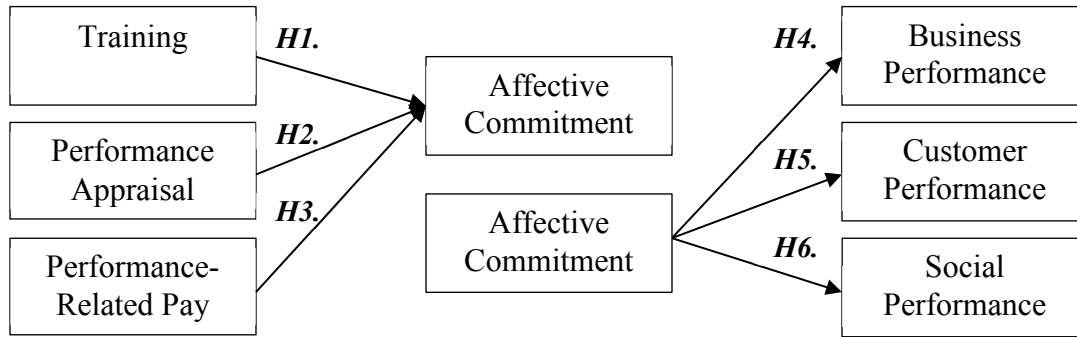 Training
H1.
Performance
Appraisal
H2.
Performance-
Related Pay
H3.
Affective
Commitment
Affective
Commitment
H4.
Business
Performance
H5.
Customer
Performance
H6.
Social
Performance